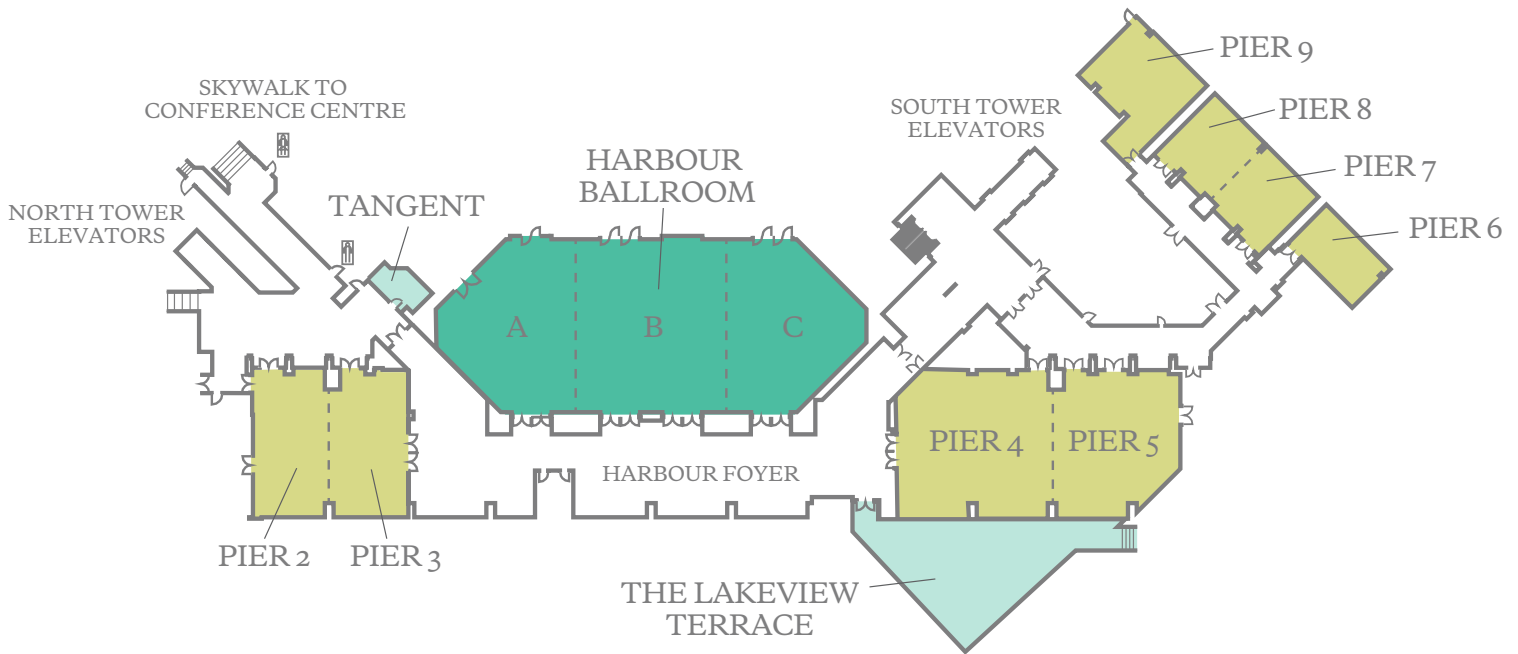 PIER 9
SKYWALK TO
CONFERENCE CENTRE
SOUTH TOWER
ELEVATORS
PIER 8
HARBOUR
BALLROOM
PIER 7
TANGENT
NORTH TOWER
ELEVATORS
PIER 6
A
B
C
PIER 4
PIER 5
HARBOUR FOYER
PIER 2
PIER 3
THE LAKEVIEW
TERRACE